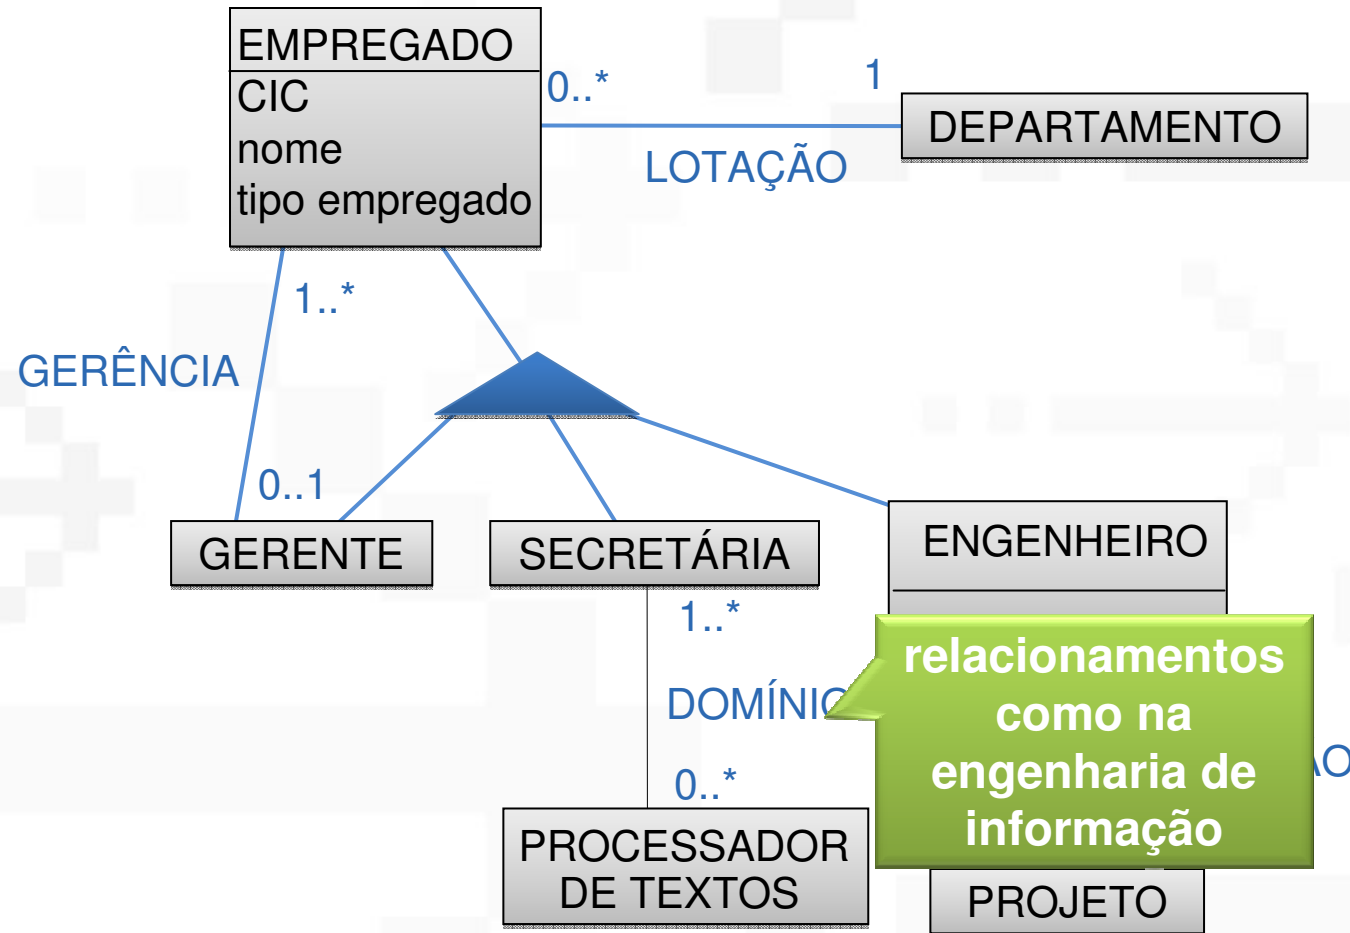 EMPREGADO
CIC
nome
tipo empregado
0..*
1
DEPARTAMENTO
LOTAÇÃO
1..*
GERÊNCIA
0..1
GERENTE
SECRETÁRIA
ENGENHEIRO
1..*
DOMÍNIO
relacionamentos
como na
engenharia de
informação
0..*
PROCESSADOR
DE TEXTOS
PROJETO